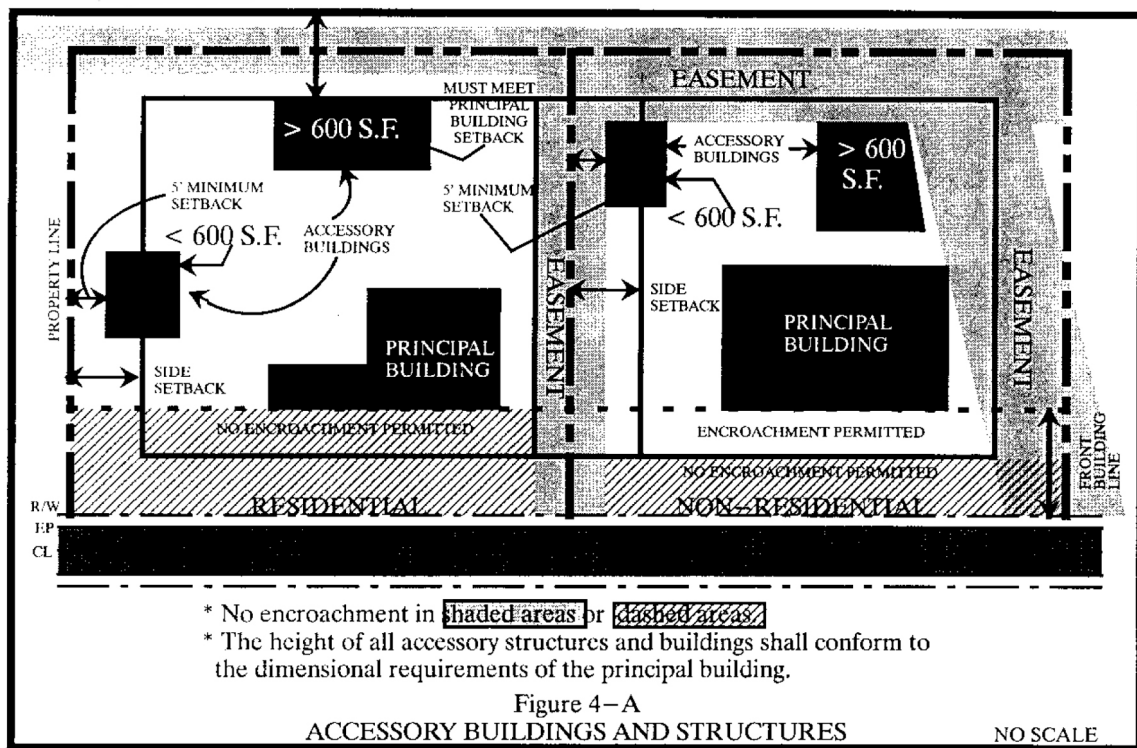 EASEMENT
MUST MEET
PRINCIPAL
BUILDING
SETBACK
> 600 S.F.
ACCESSORY
BUILDINGS
> 600
S.F.
5' MINIMUM
SETBACK
5' MINIMUM
SETBACK
< 600 S.F.
ACCESSORY
BUILDINGS
< 600 S.F.
PROPERTY LINE
EASEMENT
SIDE
SETBACK
EASEMENT
PRINCIPAL
BUILDING
PRINCIPAL
BUILDING
SIDE
SETBACK
NO ENCROACHMENT PERMITTED
ENCROACHMENT PERMITTED
NO ENCROACHMENT PERMITTED
FRONT
BUILDING
LINE
RESIDENTIAL
NON-RESIDENTIAL
R/W
EP
CL
* No encroachment in shaded areas or dashed areas.
* The height of all accessory structures and buildings shall conform to
the dimensional requirements of the principal building.
Figure 4-A
ACCESSORY BUILDINGS AND STRUCTURES
NO SCALE